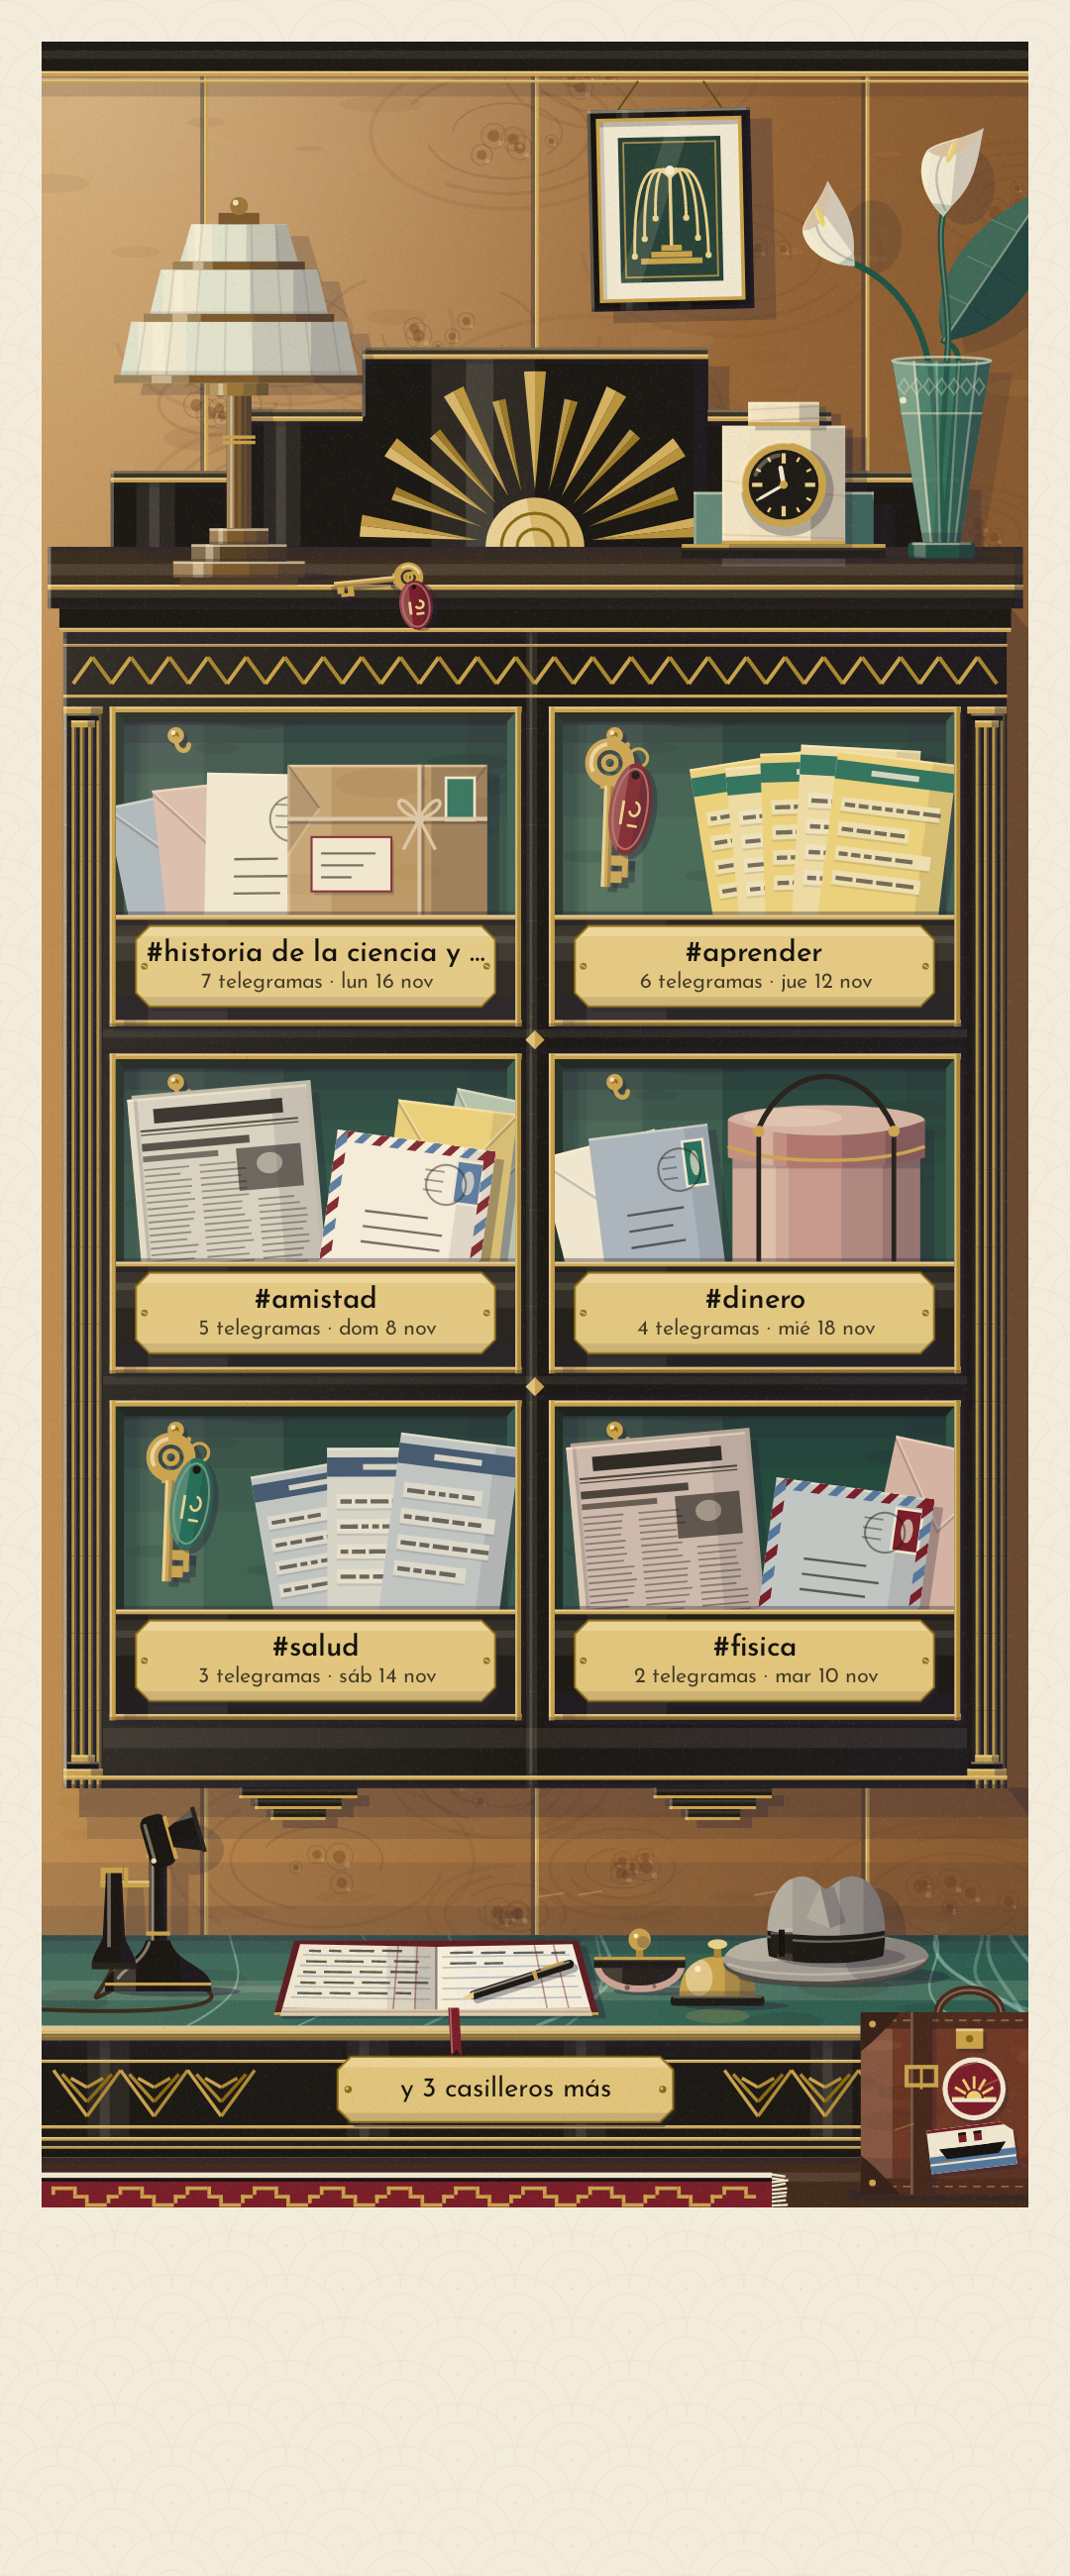 #historia de la ciencia y ...
7 telegramas · lun 16 nov
#aprender
6 telegramas · jue 12 nov
#amistad
5 telegramas · dom 8 nov
#dinero
4 telegramas · mié 18 nov
#salud
3 telegramas · sáb 14 nov
#fisica
2 telegramas · mar 10 nov
y 3 casilleros más